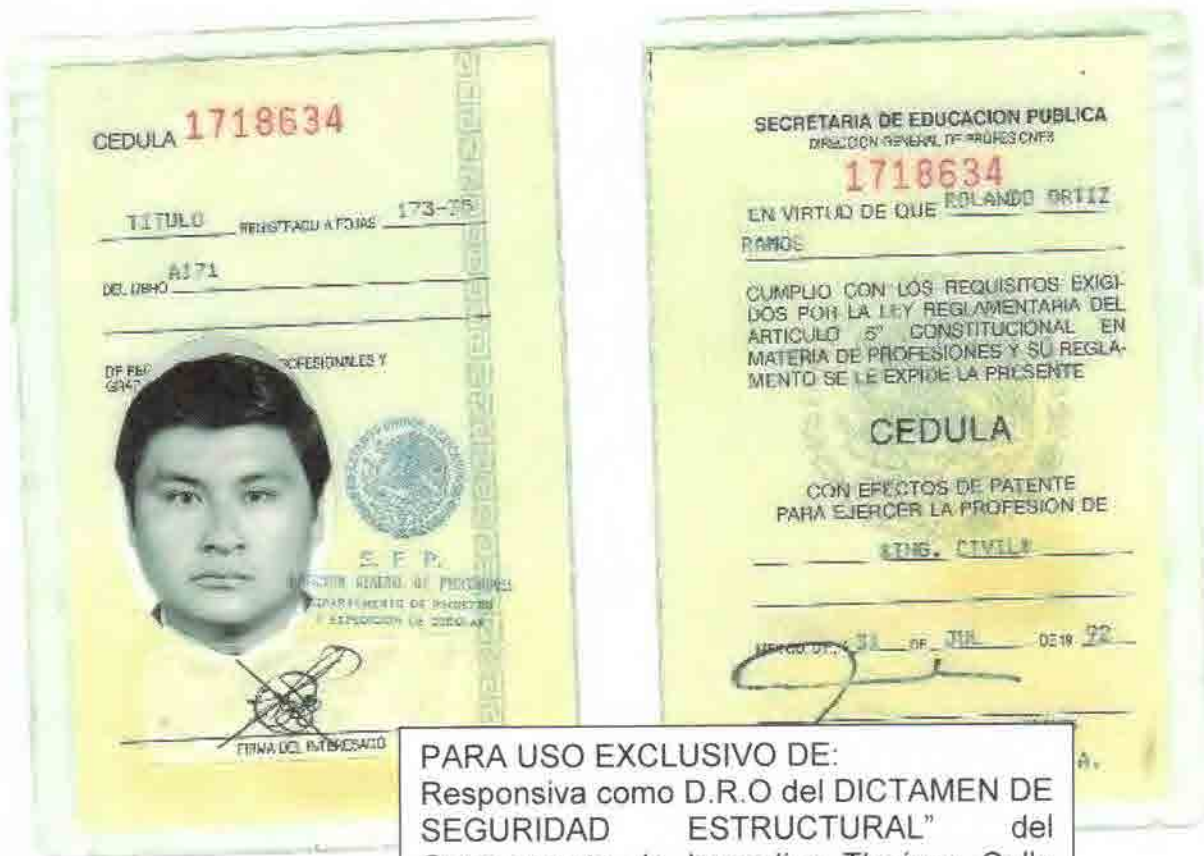 CEDULA 1718634
TITULO REGISTRADO A FOJAS 173-
DEL LIBRO A171
PROFESIONALES Y
S. E. P.
FIRMA DEL INTERESADO
SECRETARIA DE EDUCACION PUBLICA
DIRECCION GENERAL DE PROFESIONES
1718634
EN VIRTUD DE QUE ROLANDO ORTIZ
RAMOS
CUMPLIO CON LOS REQUISITOS EXIGI-
DOS POR LA LEY REGLAMENTARIA DEL
ARTICULO 5° CONSTITUCIONAL EN
MATERIA DE PROFESIONES Y SU REGLA-
MENTO SE LE EXPIDE LA PRESENTE
CEDULA
CON EFECTOS DE PATENTE
PARA EJERCER LA PROFESION DE
ING. CIVIL
DE JUL DE 19 92
PARA USO EXCLUSIVO DE:
Responsiva como D.R.O del DICTAMEN DE
SEGURIDAD ESTRUCTURAL" del